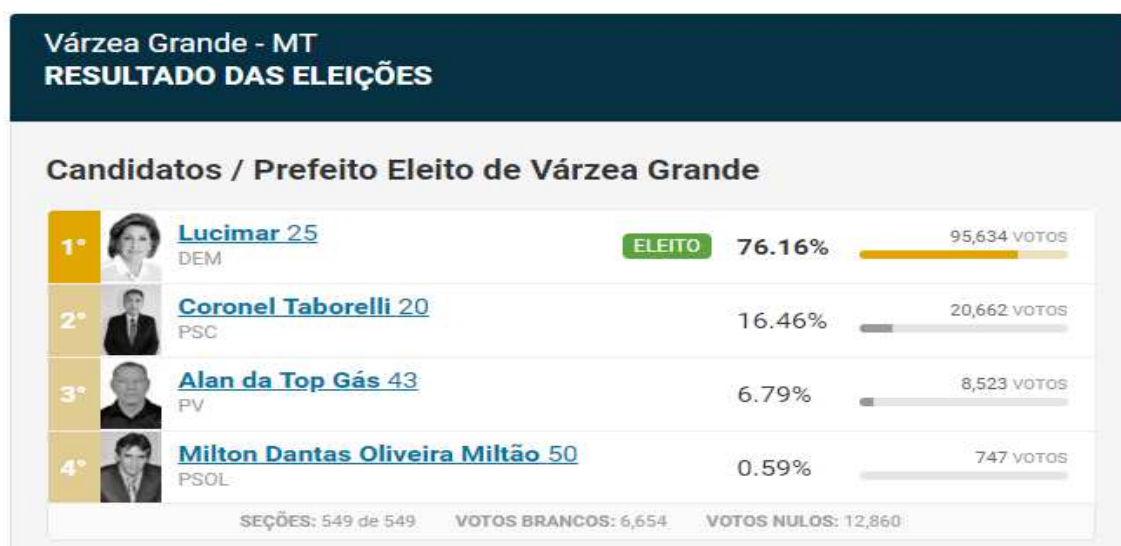 Várzea Grande - MT
RESULTADO DAS ELEIÇÕES
Candidatos / Prefeito Eleito de Várzea Grande
1° Lucimar 25 ELEITO 76.16% 95,634 VOTOS
DEM
2° Coronel Taborelli 20 16.46% 20,662 VOTOS
PSC
3° Alan da Top Gás 43 6.79% 8,523 VOTOS
PV
4° Milton Dantas Oliveira Miltão 50 0.59% 747 VOTOS
PSOL
SEÇÕES: 549 de 549 VOTOS BRANCOS: 6,654 VOTOS NULOS: 12,860